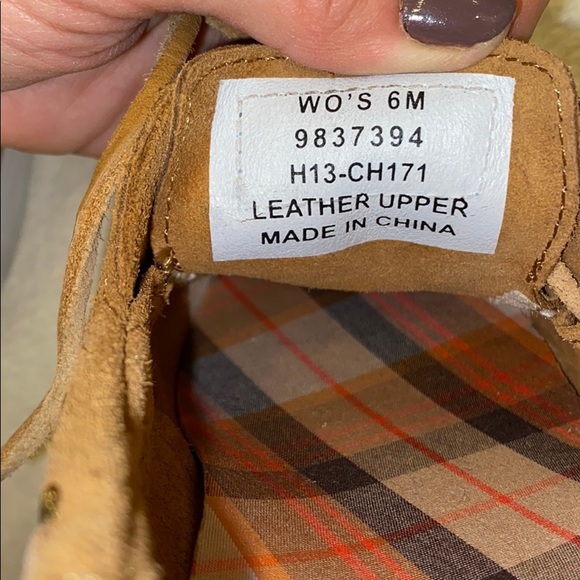 WO'S 6M
9837394
H13-CH171
LEATHER UPPER
MADE IN CHINA